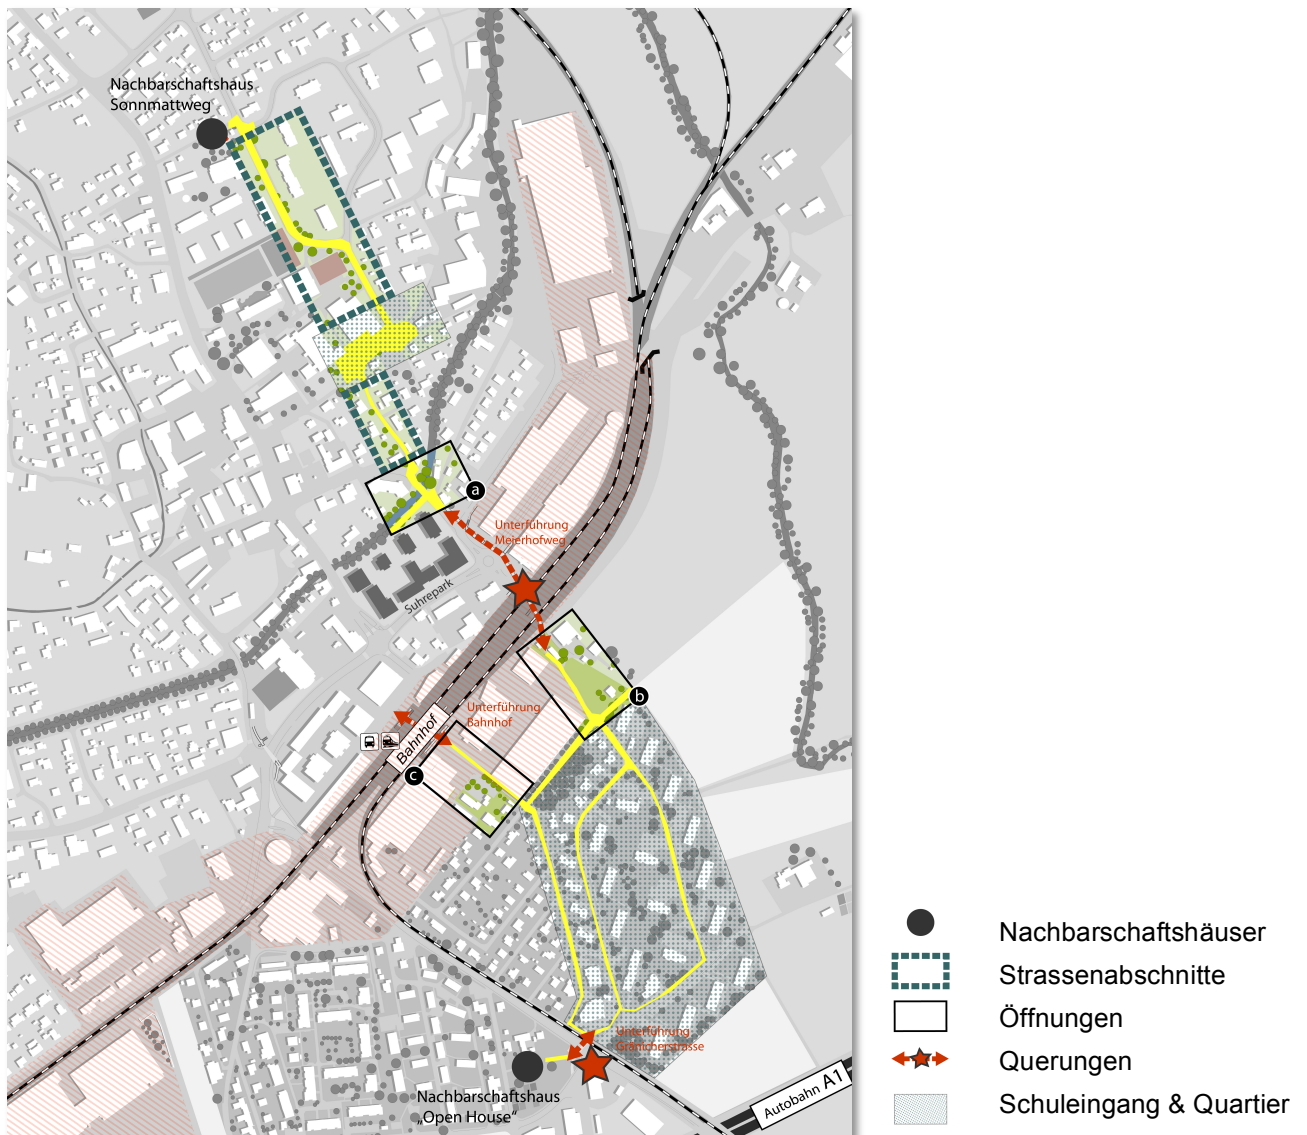 Nachbarschaftshaus
Sonnmattweg
a
Unterführung
Meierhofweg
Suhrepark
b
Unterführung
Bahnhof
Bahnhof
c
Unterführung
Gränicherstrasse
Nachbarschaftshaus
„Open House“
Autobahn A1
Nachbarschaftshäuser
Strassenabschnitte
Öffnungen
Querungen
Schuleingang & Quartier